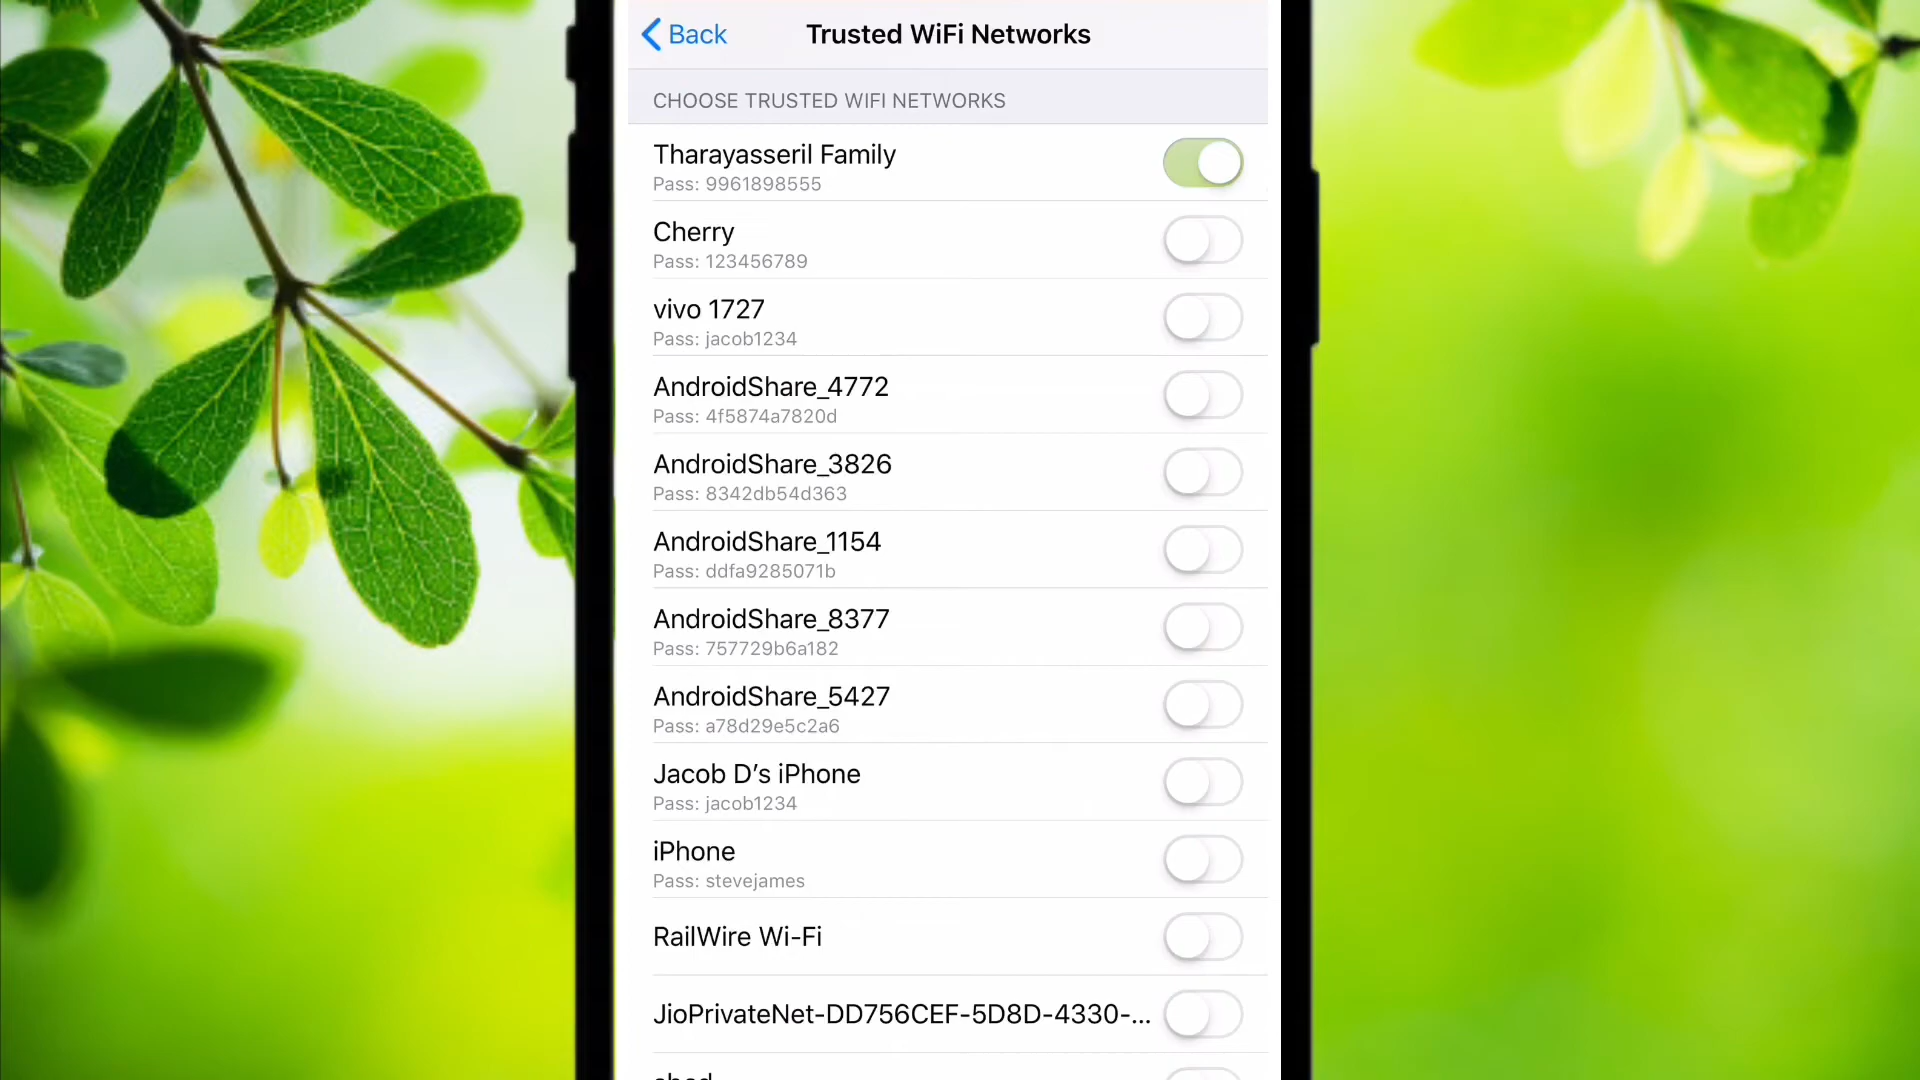 Back
Trusted WiFi Networks
CHOOSE TRUSTED WIFI NETWORKS
Tharayasseril Family
Pass: 9961898555
Cherry
Pass: 123456789
vivo 1727
Pass: jacob1234
AndroidShare_4772
Pass: 4f5874a7820d
AndroidShare_3826
Pass: 8342db54d363
AndroidShare_1154
Pass: ddfa9285071b
AndroidShare_8377
Pass: 757729b6a182
AndroidShare_5427
Pass: a78d29e5c2a6
Jacob D’s iPhone
Pass: jacob1234
iPhone
Pass: stevejames
RailWire Wi-Fi
JioPrivateNet-DD756CEF-5D8D-4330-...